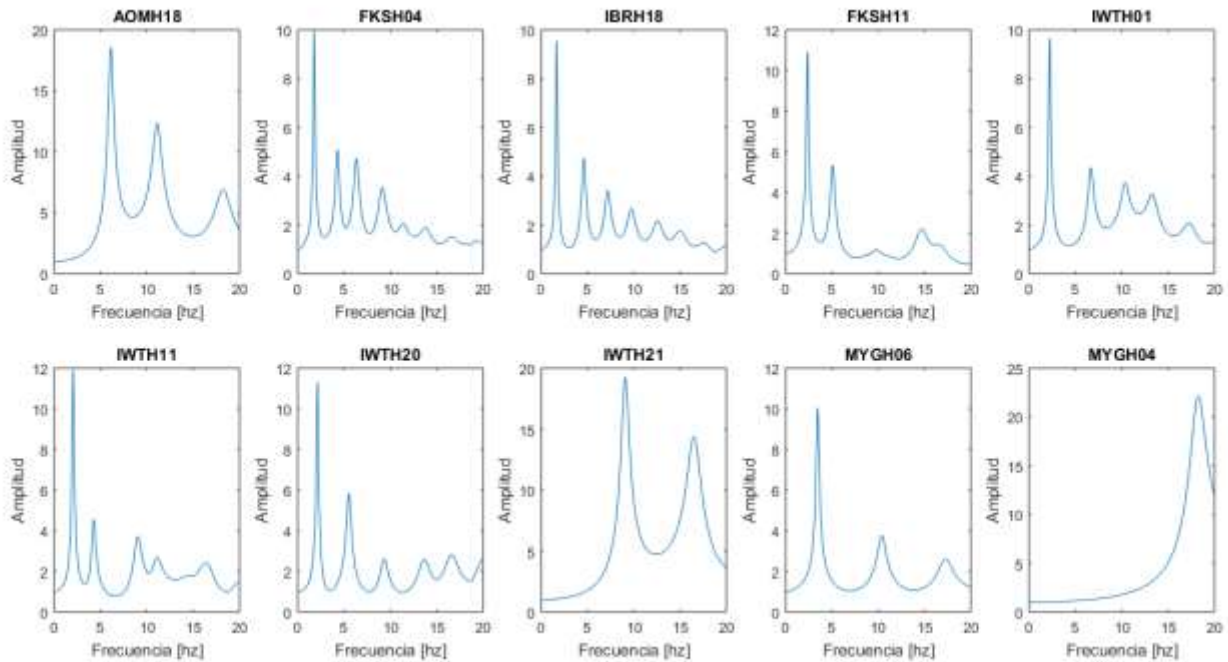 AOMH18 FKSH04 IBRH18 FKSH11 IWTH01
Amplitud Amplitud Amplitud Amplitud Amplitud
20 10 10 12 10
15 8 8 10 8
10 6 6 8 6
5 4 4 6 4
0 2 2 4 2
0 0 2 0
0
0 5 10 15 20 0 5 10 15 20 0 5 10 15 20 0 5 10 15 20 0 5 10 15 20
Frecuencia [hz] Frecuencia [hz] Frecuencia [hz] Frecuencia [hz] Frecuencia [hz]
IWTH11 IWTH20 IWTH21 MYGH06 MYGH04
Amplitud Amplitud Amplitud Amplitud Amplitud
12 12 20 12 25
10 10 15 10 20
8 8 10 8 15
6 6 5 6 10
4 4 0 4 5
2 2 2 0
0 0 0
0 5 10 15 20 0 5 10 15 20 0 5 10 15 20 0 5 10 15 20 0 5 10 15 20
Frecuencia [hz] Frecuencia [hz] Frecuencia [hz] Frecuencia [hz] Frecuencia [hz]